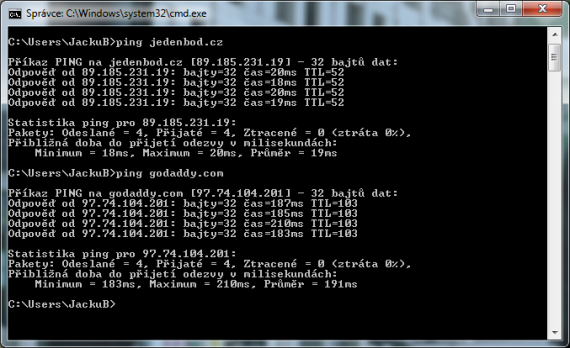 Správce: C:\Windows\system32\cmd.exe
C:\Users\JackuB>ping jedenbod.cz
Příkaz PING na jedenbod.cz [89.185.231.19] - 32 bajtů dat:
Odpověď od 89.185.231.19: bajty=32 čas=20ms TTL=52
Odpověď od 89.185.231.19: bajty=32 čas=18ms TTL=52
Odpověď od 89.185.231.19: bajty=32 čas=20ms TTL=52
Odpověď od 89.185.231.19: bajty=32 čas=19ms TTL=52
Statistika ping pro 89.185.231.19:
Pakety: Odeslané = 4, Přijaté = 4, Ztracené = 0 (ztráta 0%),
Přibližná doba do přijetí odezvy v milisekundách:
Minimum = 18ms, Maximum = 20ms, Průměr = 19ms
C:\Users\JackuB>ping godaddy.com
Příkaz PING na godaddy.com [97.74.104.201] - 32 bajtů dat:
Odpověď od 97.74.104.201: bajty=32 čas=187ms TTL=103
Odpověď od 97.74.104.201: bajty=32 čas=185ms TTL=103
Odpověď od 97.74.104.201: bajty=32 čas=210ms TTL=103
Odpověď od 97.74.104.201: bajty=32 čas=183ms TTL=103
Statistika ping pro 97.74.104.201:
Pakety: Odeslané = 4, Přijaté = 4, Ztracené = 0 (ztráta 0%),
Přibližná doba do přijetí odezvy v milisekundách:
Minimum = 183ms, Maximum = 210ms, Průměr = 191ms
C:\Users\JackuB>